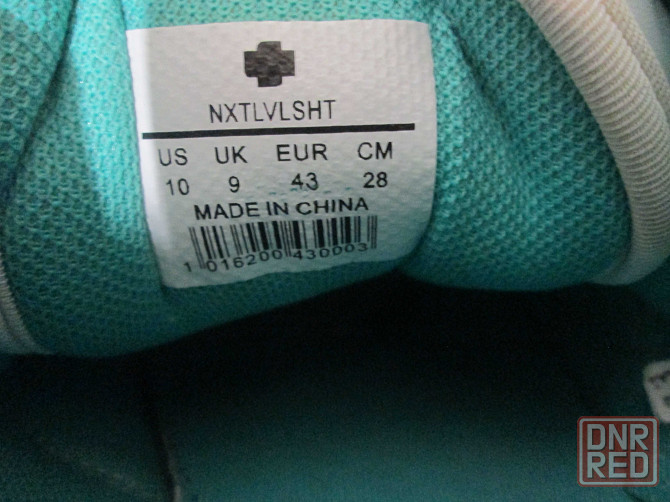 NXTLVLSHT
US UK EUR CM
10 9 43 28
MADE IN CHINA
1 016200 430003
DNR
RED